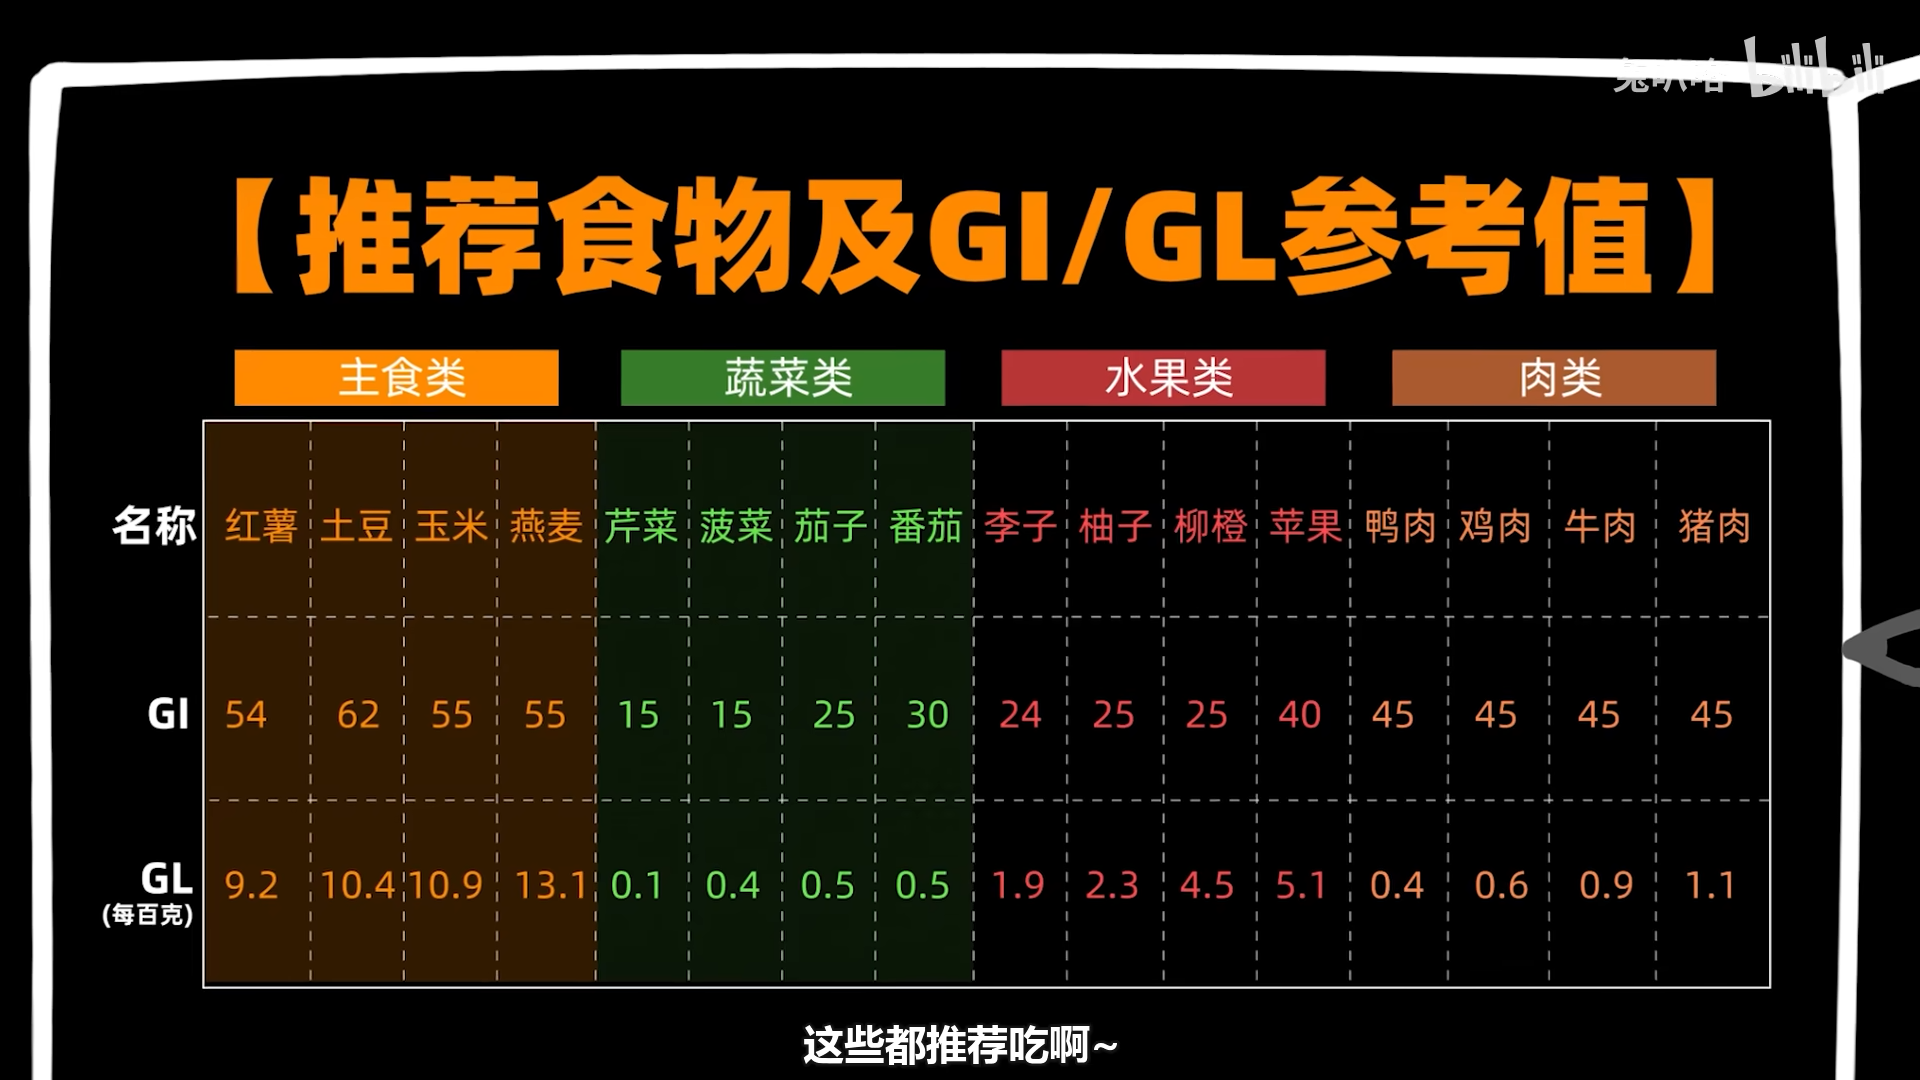 兔叭咯 bilibili
【推荐食物及GI/GL参考值】
主食类 蔬菜类 水果类 肉类
名称 红薯 土豆 玉米 燕麦 芹菜 菠菜 茄子 番茄 李子 柚子 柳橙 苹果 鸭肉 鸡肉 牛肉 猪肉
GI 54 62 55 55 15 15 25 30 24 25 25 40 45 45 45 45
GL 9.2 10.4 10.9 13.1 0.1 0.4 0.5 0.5 1.9 2.3 4.5 5.1 0.4 0.6 0.9 1.1
(每百克)
这些都推荐吃啊~